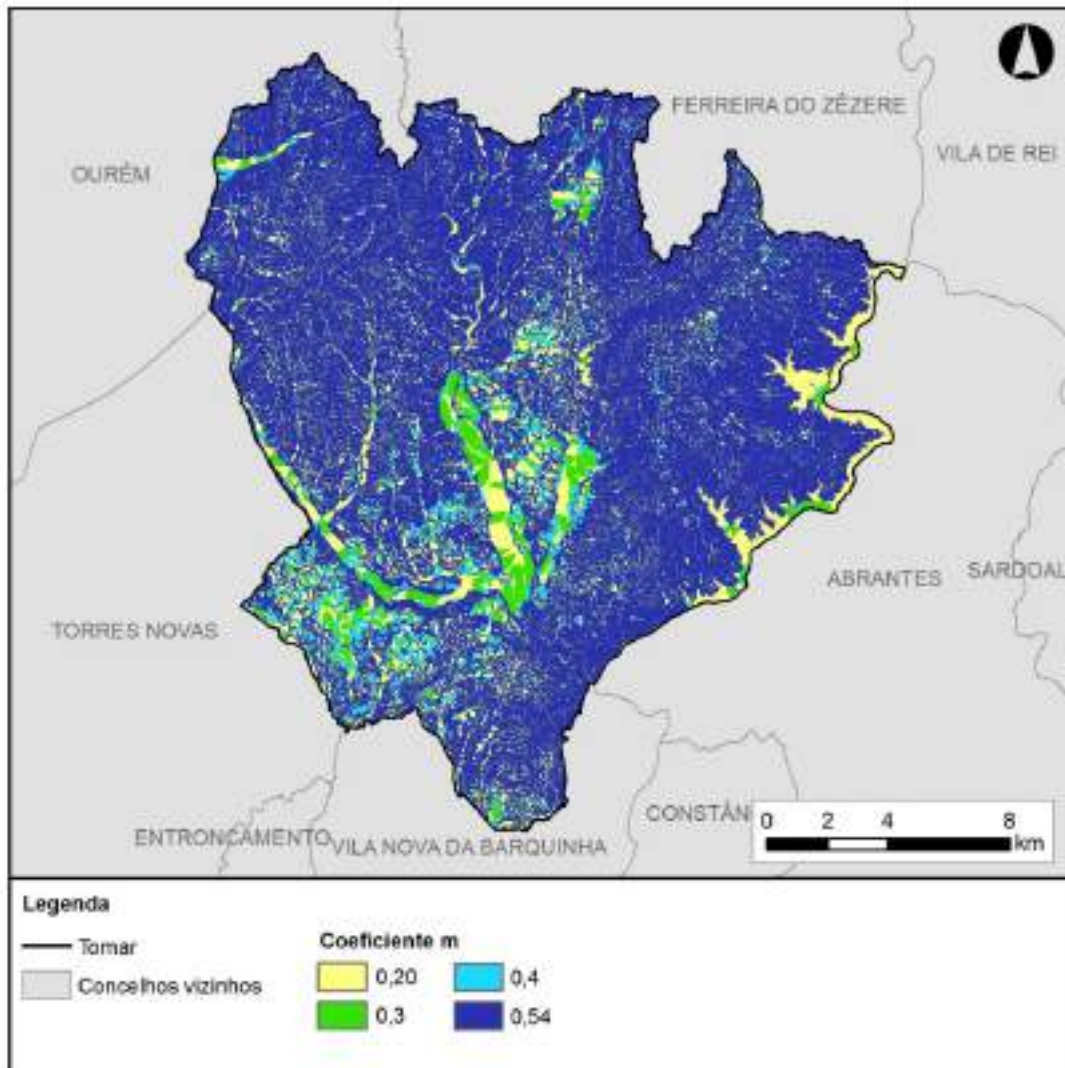 FERREIRA DO ZÊZERE
VILA DE REI
OURÉM
ABRANTES
SARDOAL
TORRES NOVAS
CONSTÂN
ENTRONCAMENTO
VILA NOVA DA BARQUINHA
0 2 4 8
km
Legenda
Tomar
Concelhos vizinhos
Coeficiente m
0,20
0,4
0,3
0,54